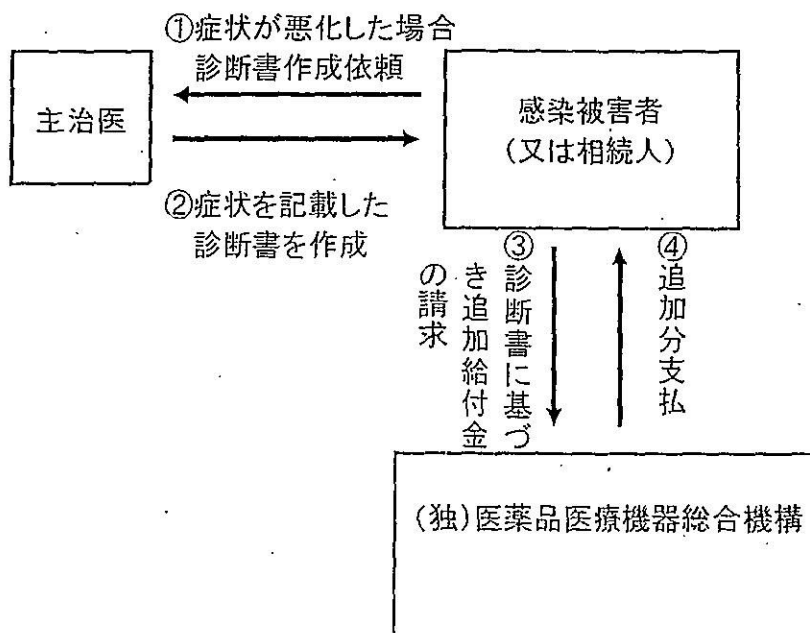 ①症状が悪化した場合
診断書作成依頼
主治医
感染被害者
(又は相続人)
②症状を記載した
診断書を作成
③診断書に基づ
き追加給付金
の請求
④追加分支払
(独)医薬品医療機器総合機構